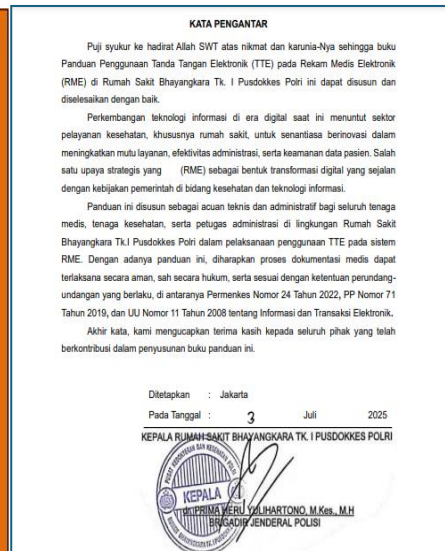 KATA PENGANTAR
Puji syukur ke hadirat Allah SWT atas nikmat dan karunia-Nya sehingga buku
Panduan Penggunaan Tanda Tangan Elektronik (TTE) pada Rekam Medis Elektronik
(RME) di Rumah Sakit Bhayangkara Tk. I Pusdokkes Polri ini dapat disusun dan
diselesaikan dengan baik.
Perkembangan teknologi informasi di era digital saat ini menuntut sektor
pelayanan kesehatan, khususnya rumah sakit, untuk senantiasa berinovasi dalam
meningkatkan mutu layanan, efektivitas administrasi, serta keamanan data pasien. Salah
satu upaya strategis yang (RME) sebagai bentuk transformasi digital yang sejalan
dengan kebijakan pemerintah di bidang kesehatan dan teknologi informasi.
Panduan ini disusun sebagai acuan teknis dan administratif bagi seluruh tenaga
medis, tenaga kesehatan, serta petugas administrasi di lingkungan Rumah Sakit
Bhayangkara Tk.I Pusdokkes Polri dalam pelaksanaan penggunaan TTE pada sistem
RME. Dengan adanya panduan ini, diharapkan proses dokumentasi medis dapat
terlaksana secara aman, sah secara hukum, serta sesuai dengan ketentuan perundang-
undangan yang berlaku, di antaranya Permenkes Nomor 24 Tahun 2022, PP Nomor 71
Tahun 2019, dan UU Nomor 11 Tahun 2008 tentang Informasi dan Transaksi Elektronik.
Akhir kata, kami mengucapkan terima kasih kepada seluruh pihak yang telah
berkontribusi dalam penyusunan buku panduan ini.
Ditetapkan : Jakarta
Pada Tanggal : 3 Juli 2025
KEPALA RUMAH SAKIT BHAYANGKARA TK. I PUSDOKKES POLRI
KEPALA
dr. PRIMA HERU YULIHARTONO, M.Kes., M.H
BRIGADIR JENDERAL POLISI